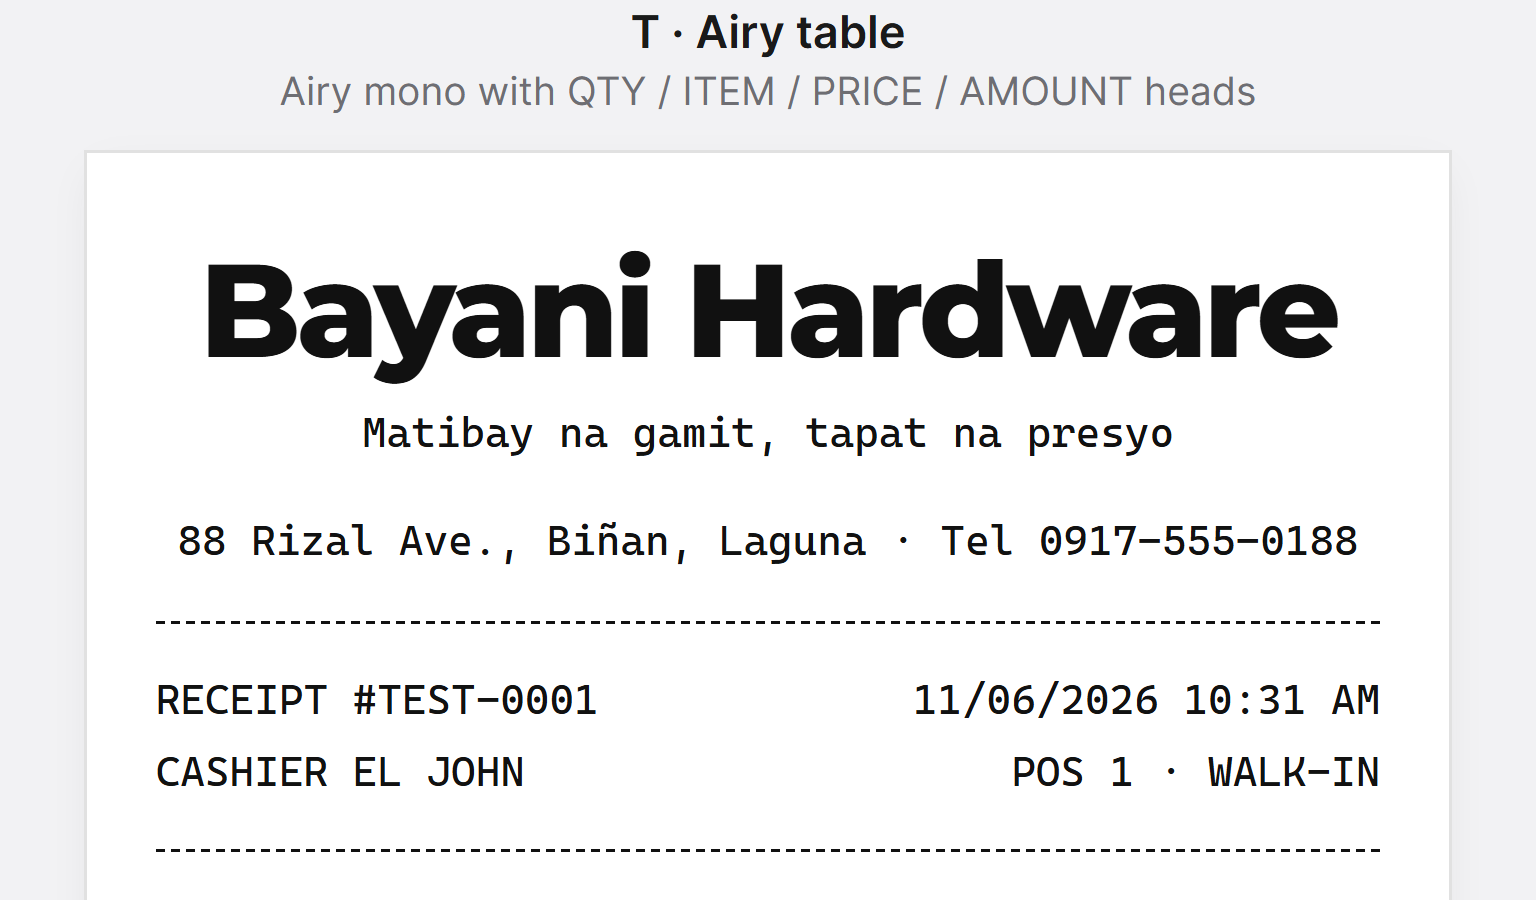 T · Airy table
Airy mono with QTY / ITEM / PRICE / AMOUNT heads
Bayani Hardware
Matibay na gamit, tapat na presyo
88 Rizal Ave., Biñan, Laguna · Tel 0917-555-0188
RECEIPT #TEST-0001 11/06/2026 10:31 AM
CASHIER EL JOHN POS 1 · WALK-IN